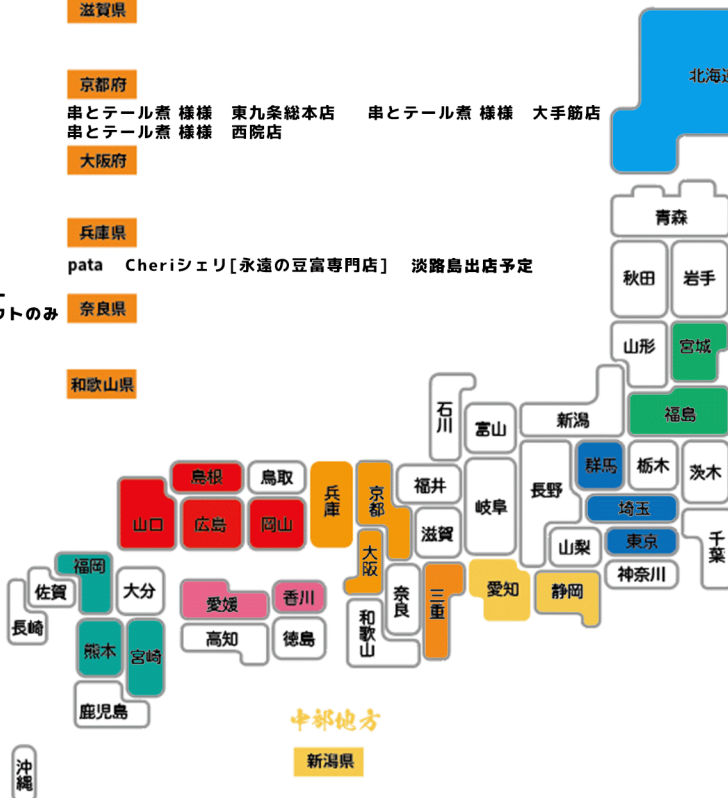 滋賀県
京都府
串とテール煮 様様　東九条総本店　　串とテール煮 様様　大手筋店
串とテール煮 様様　西院店
大阪府
兵庫県
pata　Cheriシェリ[永遠の豆富専門店]　淡路島出店予定
トのみ
奈良県
和歌山県
北海
青森
秋田
岩手
山形
宮城
福島
石川
富山
新潟
群馬
栃木
茨木
島根
鳥取
兵庫
京都
福井
岐阜
長野
埼玉
山口
広島
岡山
滋賀
山梨
東京
千葉
大阪
神奈川
福岡
佐賀
大分
愛媛
香川
奈良
三重
愛知
静岡
長崎
高知
徳島
和歌山
熊本
宮崎
鹿児島
中部地方
新潟県
沖縄